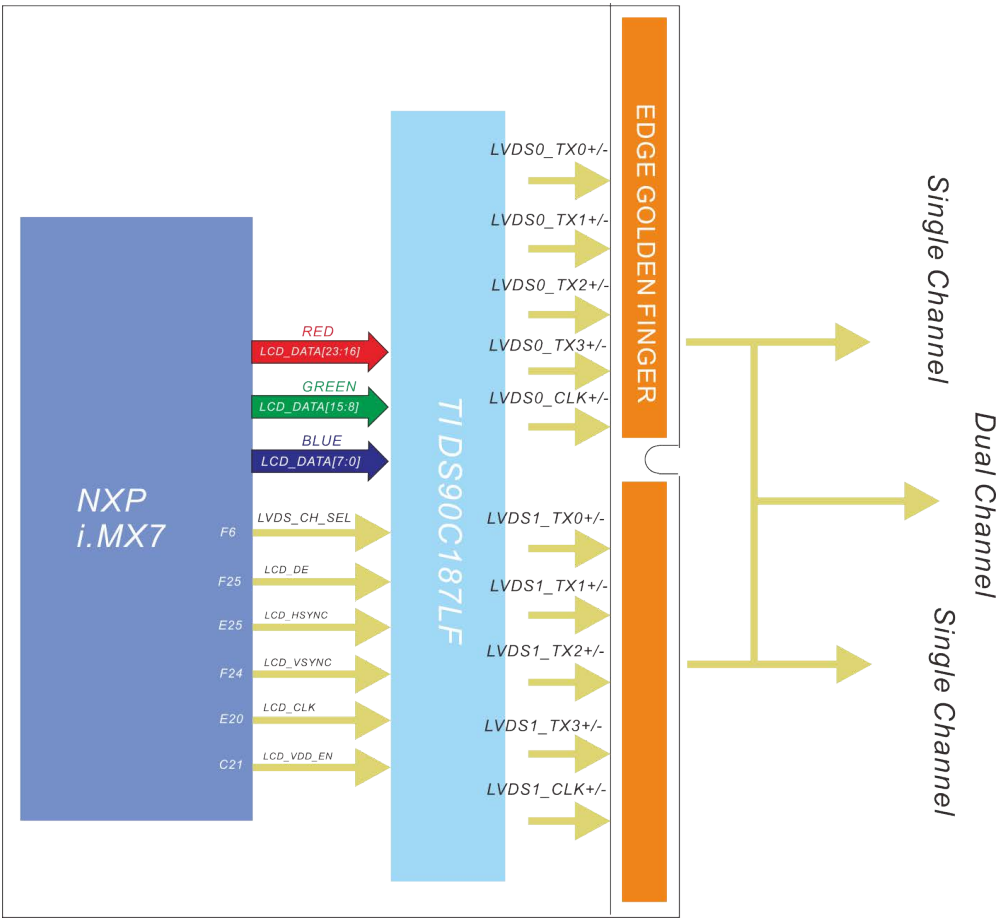 NXP
i.MX7
RED
LCD_DATA[23:16]
GREEN
LCD_DATA[15:8]
BLUE
LCD_DATA[7:0]
F6
LVDS_CH_SEL
F25
LCD_DE
E25
LCD_HSYNC
F24
LCD_VSYNC
E20
LCD_CLK
C21
LCD_VDD_EN
TI DS90C187LF
LVDS0_TX0+/-
LVDS0_TX1+/-
LVDS0_TX2+/-
LVDS0_TX3+/-
LVDS0_CLK+/-
LVDS1_TX0+/-
LVDS1_TX1+/-
LVDS1_TX2+/-
LVDS1_TX3+/-
LVDS1_CLK+/-
EDGE GOLDEN FINGER
Single Channel
Dual Channel
Single Channel